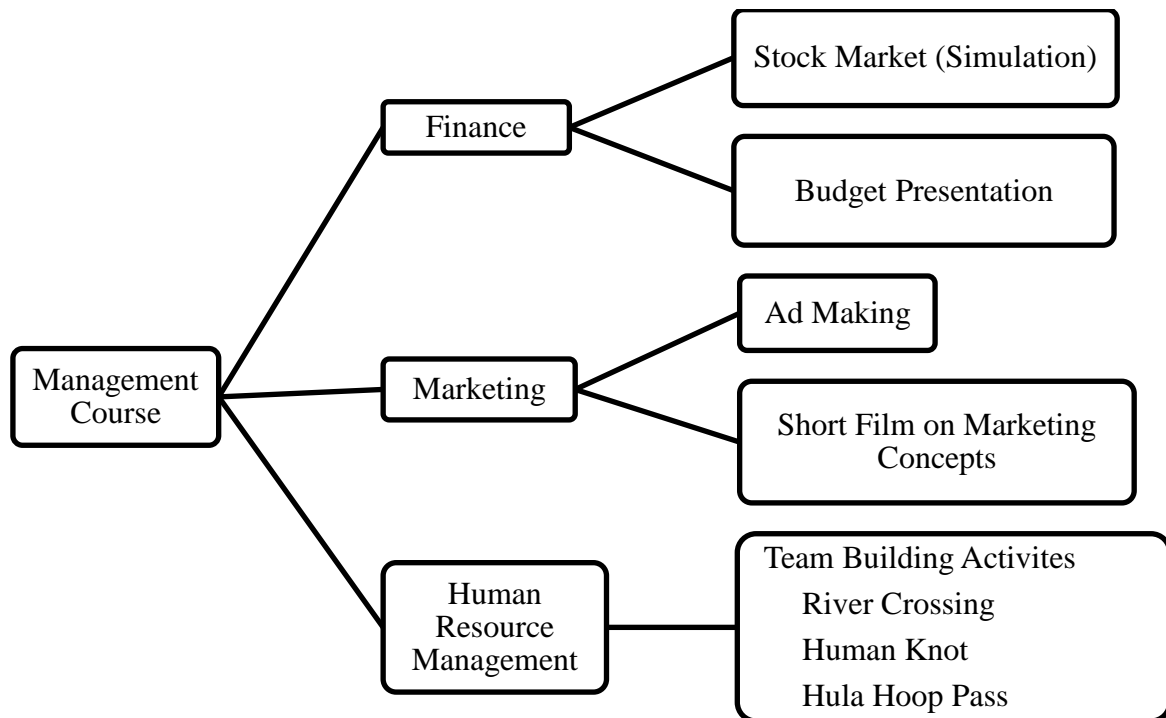 Management
Course
Finance
Stock Market (Simulation)
Budget Presentation
Marketing
Ad Making
Short Film on Marketing
Concepts
Human
Resource
Management
Team Building Activites
River Crossing
Human Knot
Hula Hoop Pass